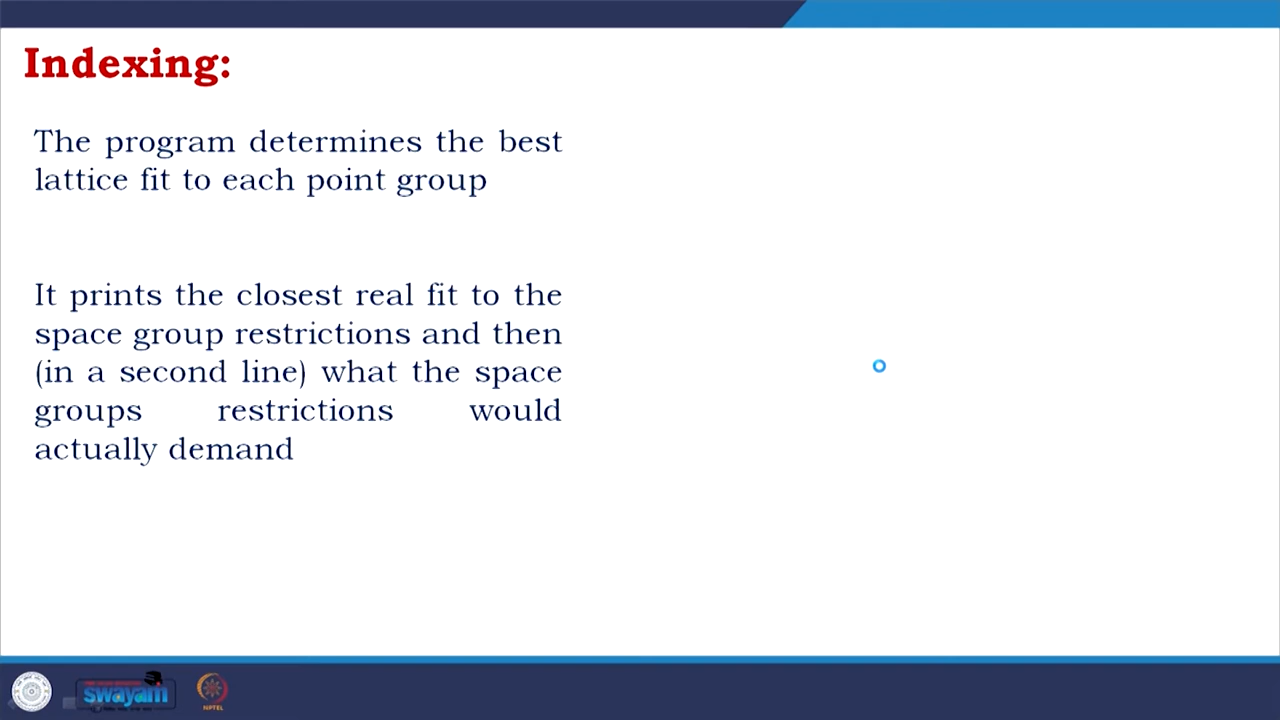 Indexing:
The program determines the best
lattice fit to each point group
It prints the closest real fit to the
space group restrictions and then
(in a second line) what the space
groups restrictions would
actually demand
swayam
NPTEL